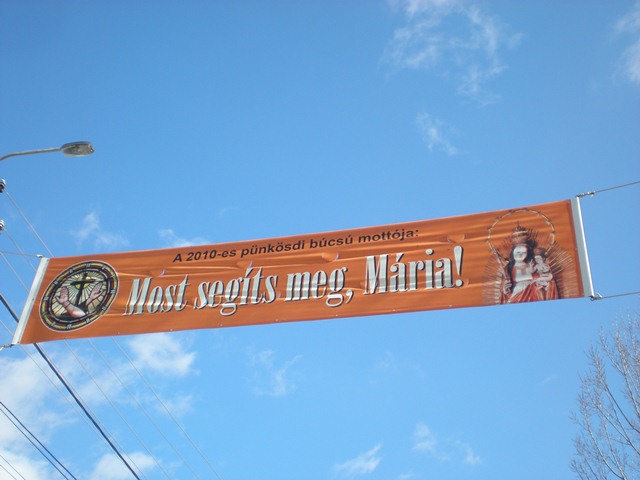 A 2010-es pünkösdi búcsú mottója:
Most segíts meg, Mária!